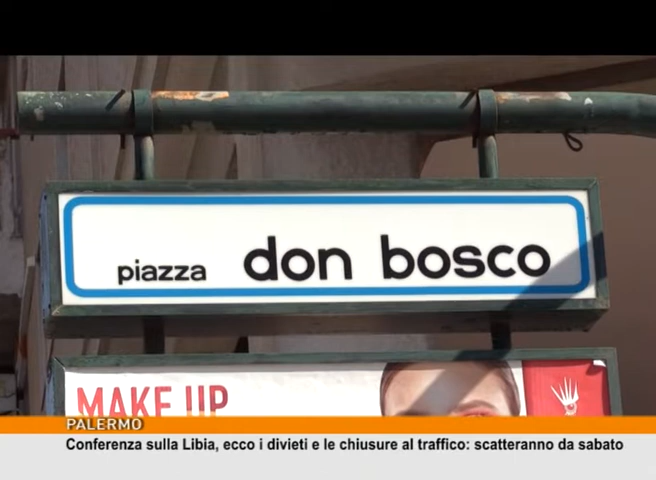 piazza don bosco
MAKE UP
PALERMO
Conferenza sulla Libia, ecco i divieti e le chiusure al traffico: scatteranno da sabato